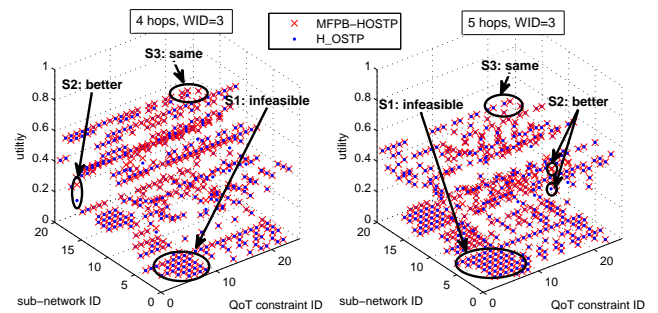 4 hops, WID=3
MFPB-HOSTP
H_OSTP
5 hops, WID=3
S3: same
S2: better
S1: infeasible
1
0.8
0.6
0.4
0.2
0
utiltiy
20
15
10
5
0
sub-network ID
0
10
20
QoT constraint ID
S3: same
S1: infeasible
S2: better
1
0.8
0.6
0.4
0.2
0
utility
20
15
10
5
0
sub-network ID
0
10
20
QoT constraint ID